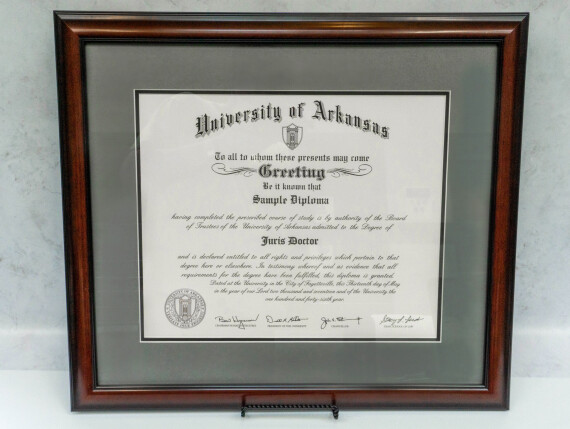 University of Arkansas
To all to whom these presents may come
Greeting
Be it known that
Sample Diploma
having completed the prescribed course of study is by authority of the Board
of Trustees of the University of Arkansas admitted to the Degree of
Juris Doctor
and is declared entitled to all rights and privileges which pertain to that
degree here or elsewhere. In testimony whereof and as evidence that all
requirements for the degree have been fulfilled, this diploma is granted.
Dated at the University in the City of Fayetteville, this Thirteenth day of May
in the year of our Lord two thousand and seventeen and of the University the
one hundred and forty-sixth year.